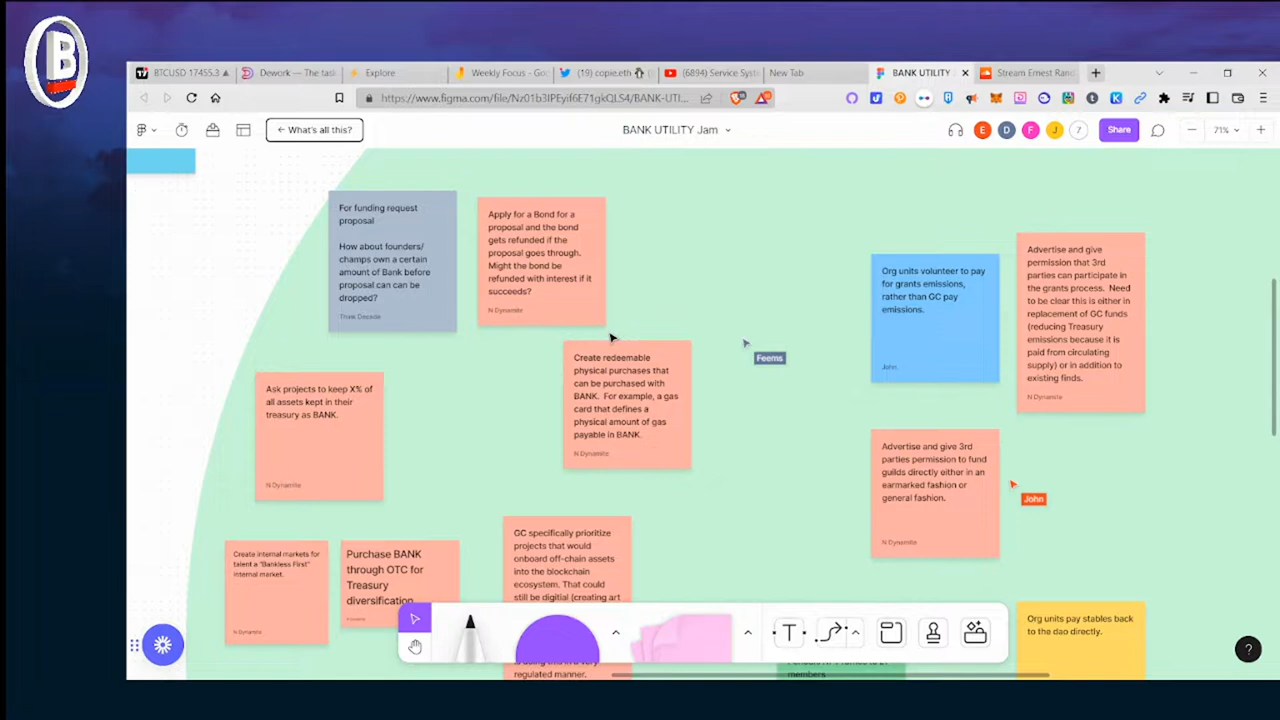 B
BTCUSD 17455.3 ▲
Dework — The tas
Explore
Weekly Focus - Goo
(1) copie.eth
(6894) Service Syst
New Tab
BANK UTILITY
Stream Ernest Rand
https://www.figma.com/file/
/BANK-UTI...
← What's all this?
BANK UTILITY Jam
E
D
F
J
7
Share
71%
For funding request
proposal
How about founders/
champs own a certain
amount of Bank before
proposal can can be
dropped?
Think Decade
Apply for a Bond for a
proposal and the bond
gets refunded if the
proposal goes through.
Might the bond be
refunded with interest if it
succeeds?
N Dynamite
Create redeemable
physical purchases that
can be purchased with
BANK. For example, a gas
card that defines a
physical amount of gas
payable in BANK.
N Dynamite
Feems
Org units volunteer to pay
for grants emissions,
rather than GC pay
emissions.
John
Advertise and give
permission that 3rd
parties can participate in
the grants process. Need
to be clear this is either in
replacement of GC funds
(reducing Treasury
emissions because it is
paid from circulating
supply) or in addition to
existing finds.
N Dynamite
Ask projects to keep X% of
all assets kept in their
treasury as BANK.
N Dynamite
Advertise and give 3rd
parties permission to fund
guilds directly either in an
earmarked fashion or
general fashion.
N Dynamite
John
Create internal markets for
talent a "Bankless First"
internal market.
N Dynamite
Purchase BANK
through OTC for
Treasury
diversification
GC specifically prioritize
projects that would
onboard off-chain assets
into the blockchain
ecosystem. That could
still be digitial (creating art
regulated manner.
members
Org units pay stables back
to the dao directly.
T
?